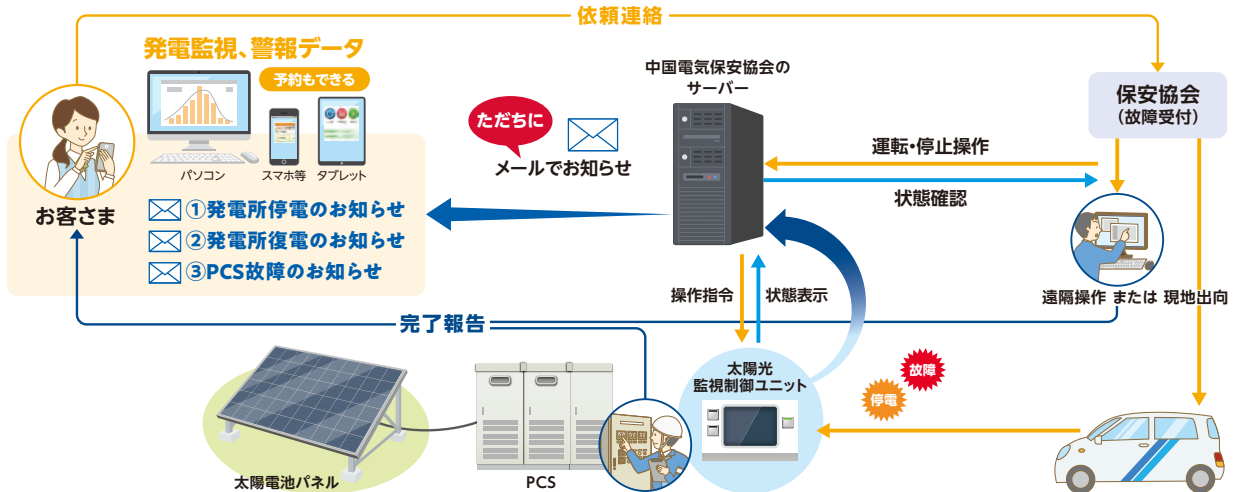 依頼連絡
発電監視、警報データ
予約もできる
パソコン
スマホ等
タブレット
お客さま
①発電所停電のお知らせ
②発電所復電のお知らせ
③PCS故障のお知らせ
ただちに
メールでお知らせ
中国電気保安協会の
サーバー
運転・停止操作
状態確認
保安協会
(故障受付)
遠隔操作 または 現地出向
操作指令
状態表示
完了報告
太陽光
監視制御ユニット
故障
停電
太陽電池パネル
PCS